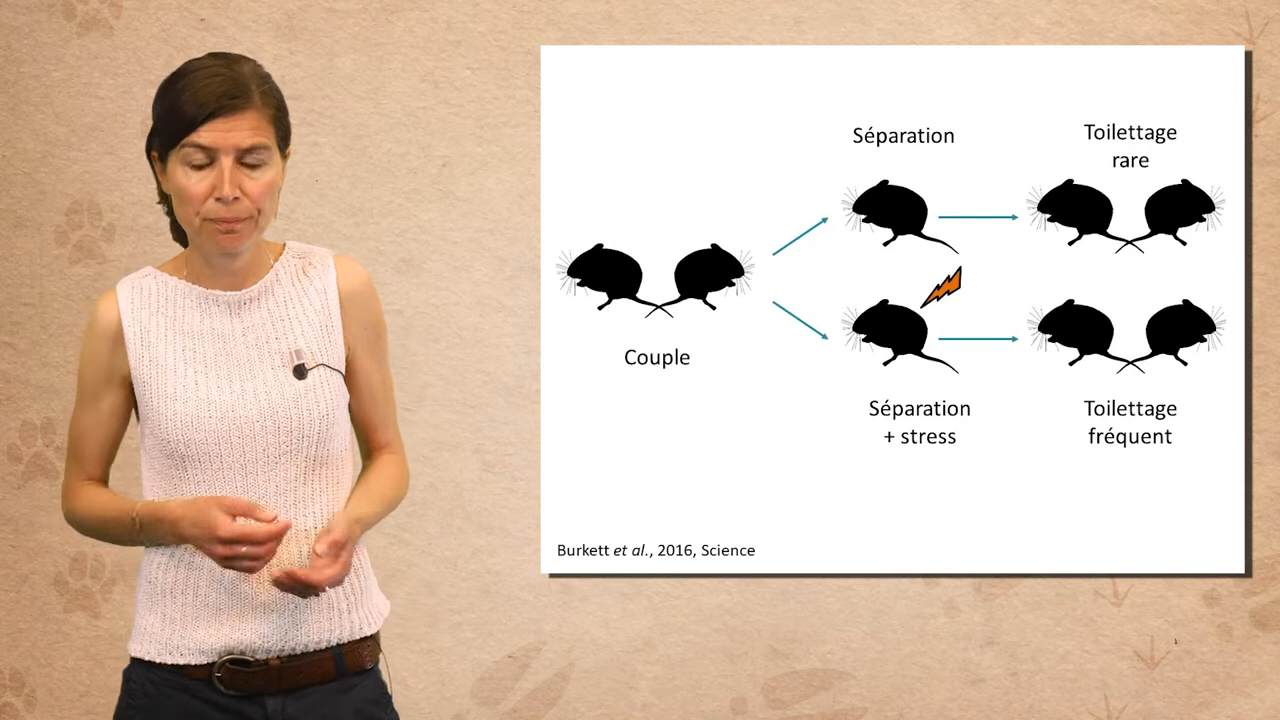 Séparation
Toilettage
rare
Couple
Séparation
+ stress
Toilettage
fréquent
Burkett et al., 2016, Science